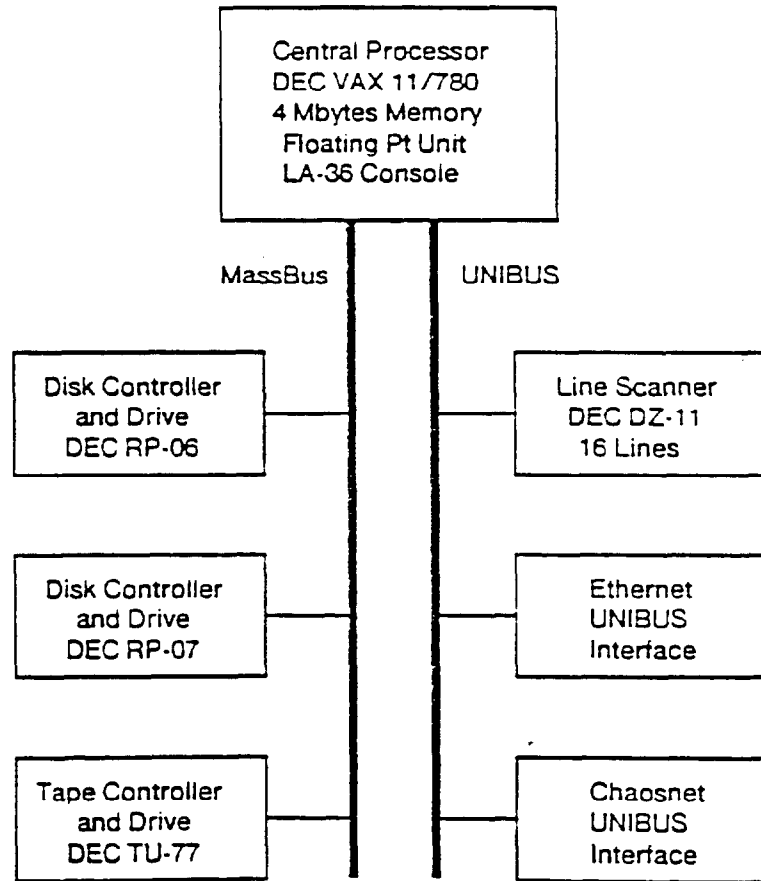 Central Processor
DEC VAX 11/780
4 Mbytes Memory
Floating Pt Unit
LA-36 Console
MassBus
UNIBUS
Disk Controller
and Drive
DEC RP-06
Line Scanner
DEC DZ-11
16 Lines
Disk Controller
and Drive
DEC RP-07
Ethernet
UNIBUS
Interface
Tape Controller
and Drive
DEC TU-77
Chaosnet
UNIBUS
Interface